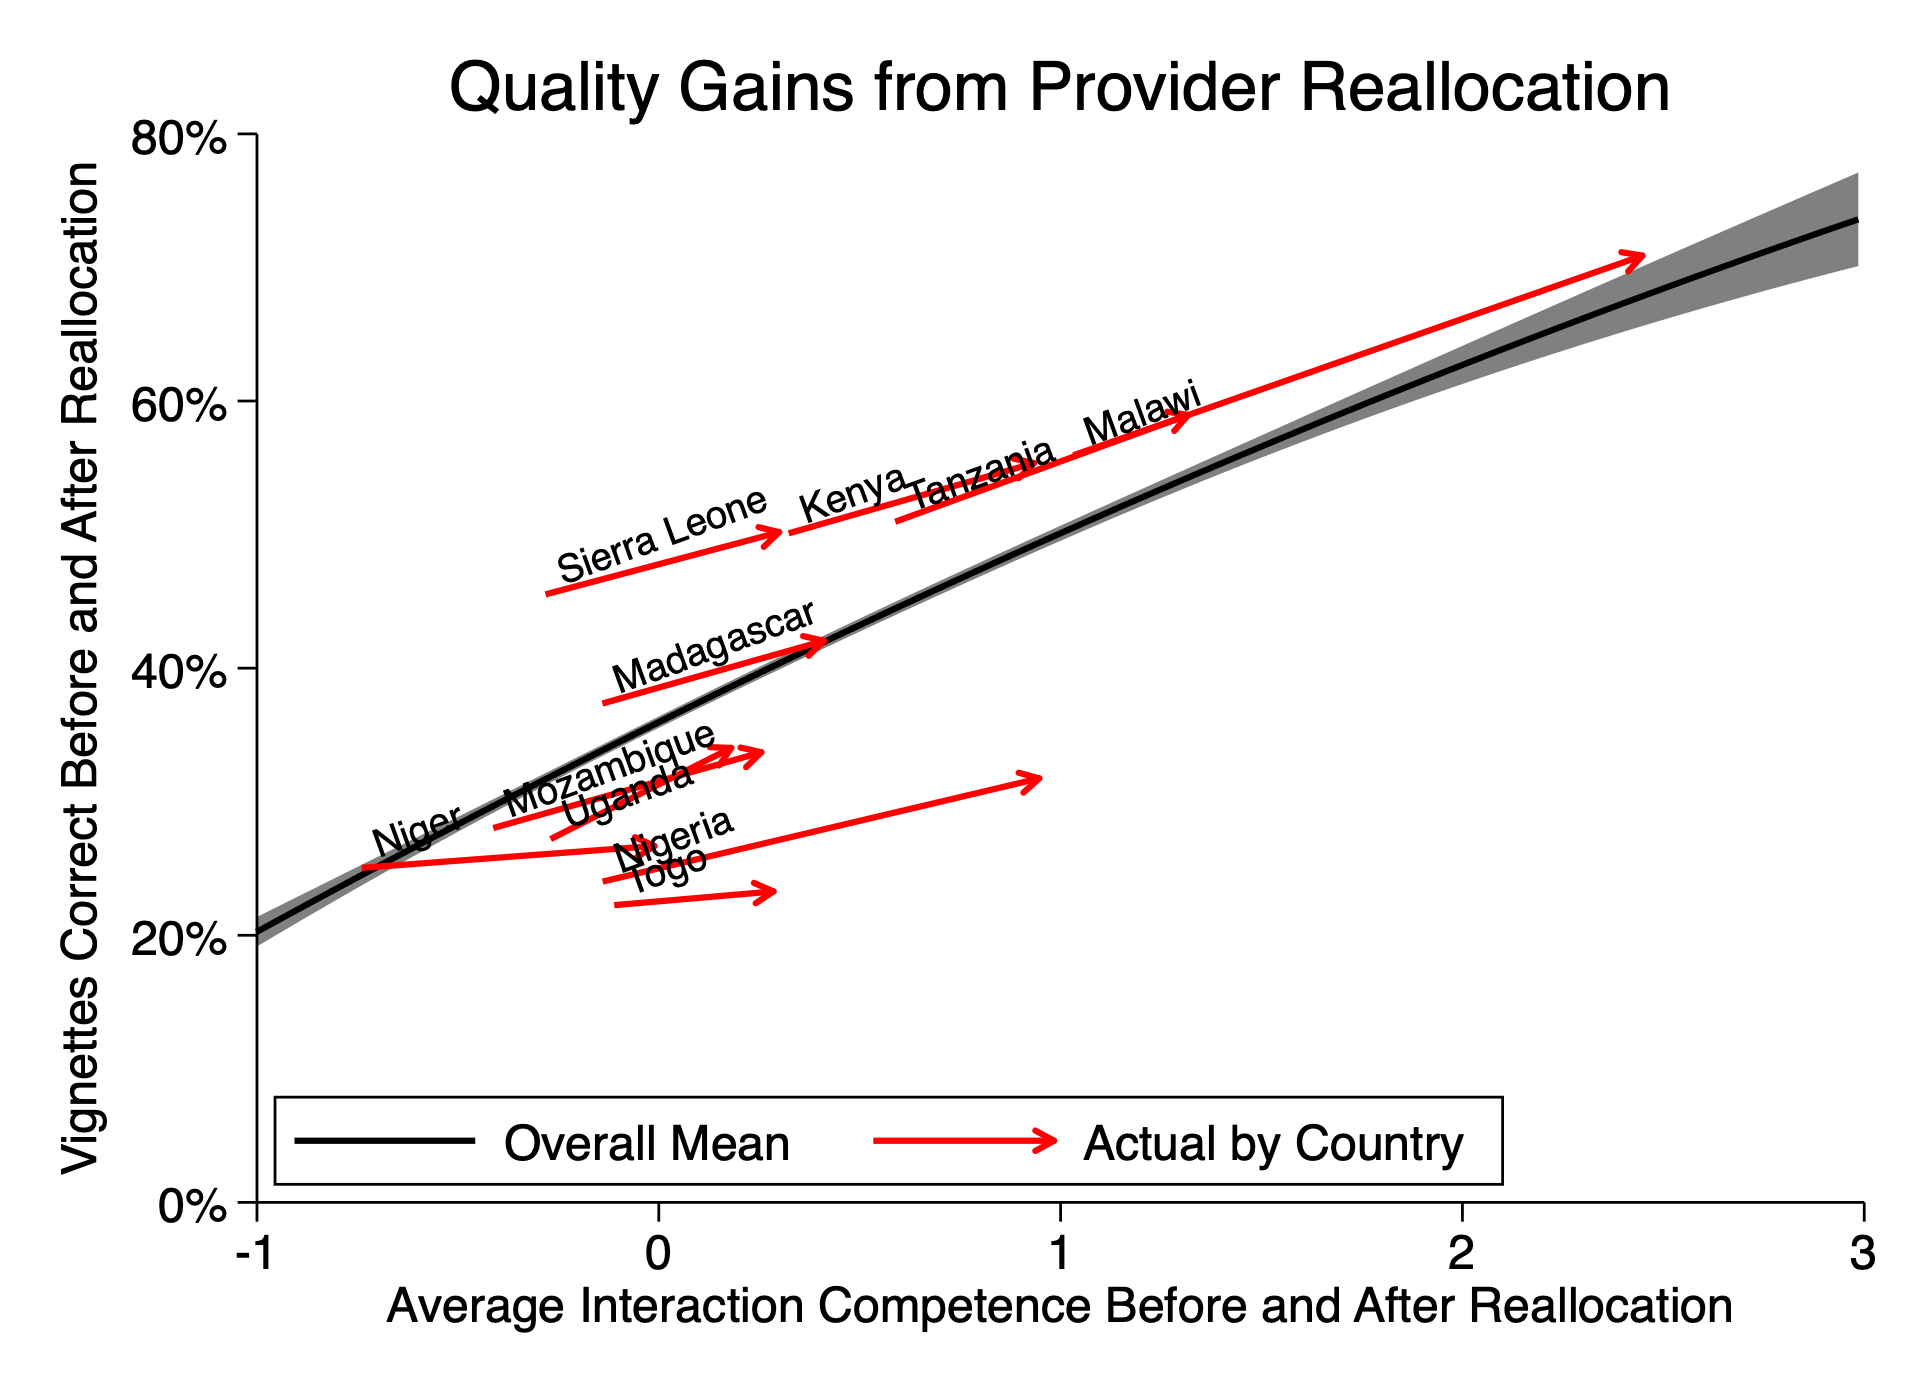 Quality Gains from Provider Reallocation
Vignettes Correct Before and After Reallocation
80%
60%
40%
20%
0%
Malawi
Tanzania
Kenya
Sierra Leone
Madagascar
Mozambique
Uganda
Niger
Nigeria
Togo
Overall Mean
Actual by Country
-1
0
1
2
3
Average Interaction Competence Before and After Reallocation